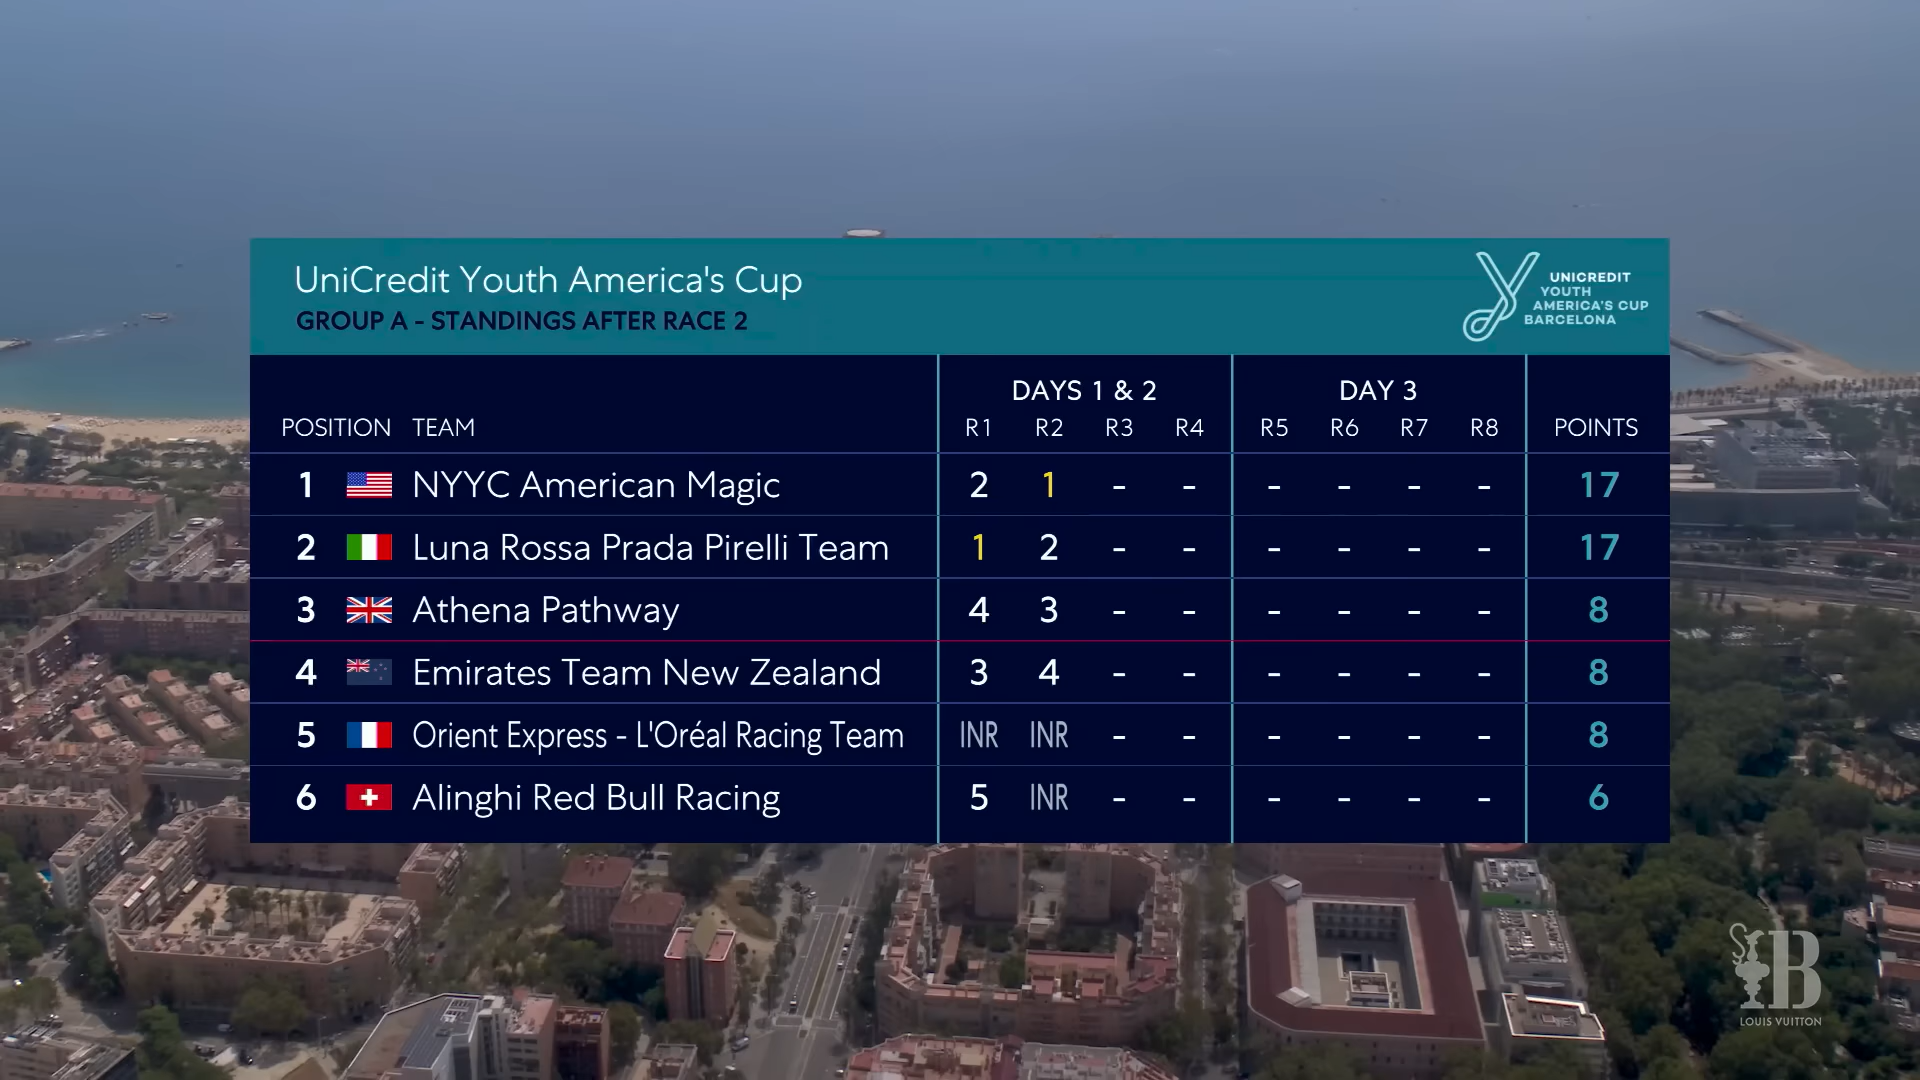 UniCredit Youth America's Cup
GROUP A - STANDINGS AFTER RACE 2
UNICREDIT
YOUTH
AMERICA'S CUP
BARCELONA
DAYS 1 & 2 DAY 3
POSITION TEAM R1 R2 R3 R4 R5 R6 R7 R8 POINTS
1 NYYC American Magic 2 1 - - - - - - 17
2 Luna Rossa Prada Pirelli Team 1 2 - - - - - - 17
3 Athena Pathway 4 3 - - - - - - 8
4 Emirates Team New Zealand 3 4 - - - - - - 8
5 Orient Express - L'Oréal Racing Team INR INR - - - - - - 8
6 Alinghi Red Bull Racing 5 INR - - - - - - 6
B
LOUIS VUITTON